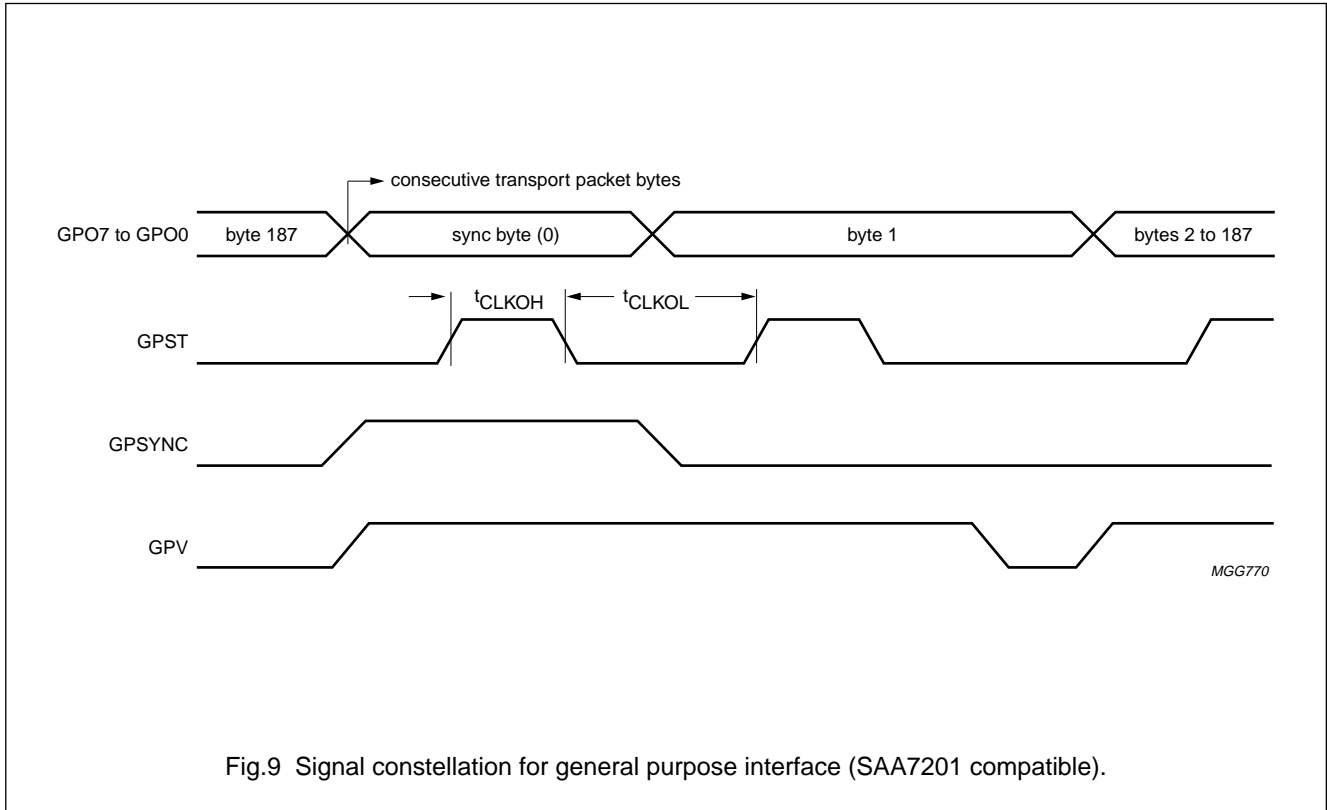 consecutive transport packet bytes
GPO7 to GPO0
byte 187
sync byte (0)
byte 1
bytes 2 to 187
tCLKOH
tCLKOL
GPST
GPSYNC
GPV
MGG770
Fig.9 Signal constellation for general purpose interface (SAA7201 compatible).